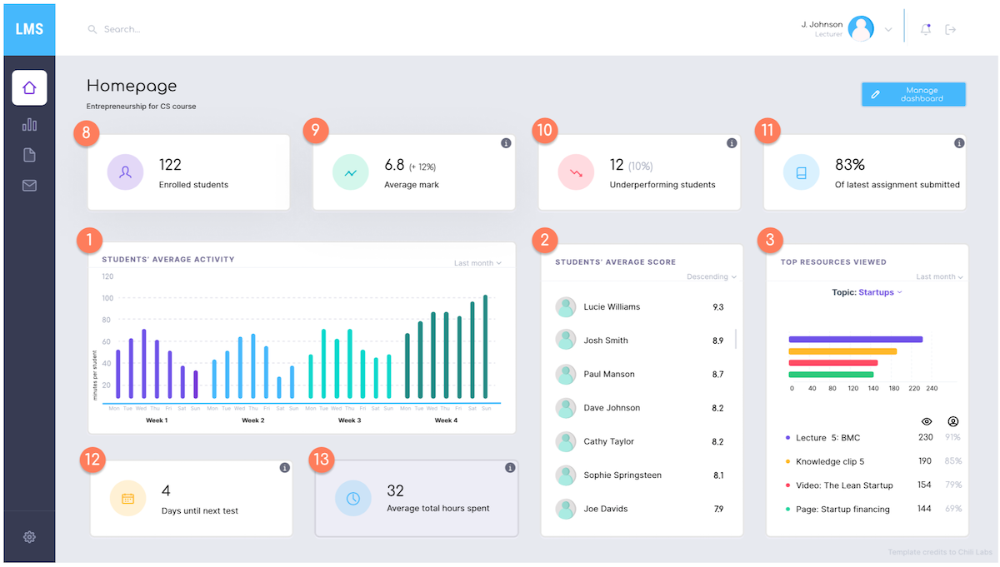 LMS
Search...
J. Johnson
Lecturer
Homepage
Entrepreneurship for CS course
Manage
dashboard
8
122
Enrolled students
9
i
6.8 (+ 12%)
Average mark
10
i
12 (10%)
Underperforming students
11
i
83%
Of latest assignment submitted
1
STUDENTS’ AVERAGE ACTIVITY
Last month
120
100
80
60
40
20
minutes per student
Mon Tue Wed Thu Fri Sat Sun Mon Tue Wed Thu Fri Sat Sun Mon Tue Wed Thu Fri Sat Sun Mon Tue Wed Thu Fri Sat Sun
Week 1 Week 2 Week 3 Week 4
2
STUDENTS’ AVERAGE SCORE
Descending
Lucie Williams 9.3
Josh Smith 8.9
Paul Manson 8.7
Dave Johnson 8.2
Cathy Taylor 8.2
Sophie Springsteen 8.1
Joe Davids 7.9
3
TOP RESOURCES VIEWED
Last month
Topic: Startups
0 40 80 120 140 180 220 240
Lecture 5: BMC 230 91%
Knowledge clip 5 190 85%
Video: The Lean Startup 154 79%
Page: Startup financing 144 69%
12
i
4
Days until next test
13
i
32
Average total hours spent
Template credits to Chili Labs